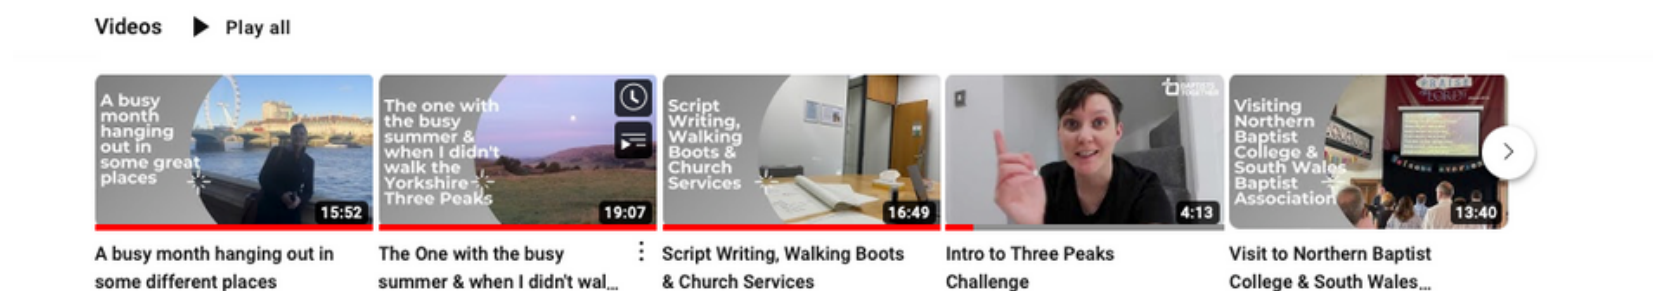 Videos
Play all
A busy
month
hanging
out in
some great
places
15:52
The one with
the busy
summer &
when I didn't
walk the
Yorkshire
Three Peaks
19:07
Script
Writing,
Walking
Boots &
Church
Services
16:49
BAPTISTS
TOGETHER
4:13
Visiting
Northern
Baptist
College &
South Wales
Baptist
Association
PRAISE
LORD
13:40
A busy month hanging out in
some different places
The One with the busy
summer & when I didn't wal...
Script Writing, Walking Boots
& Church Services
Intro to Three Peaks
Challenge
Visit to Northern Baptist
College & South Wales...